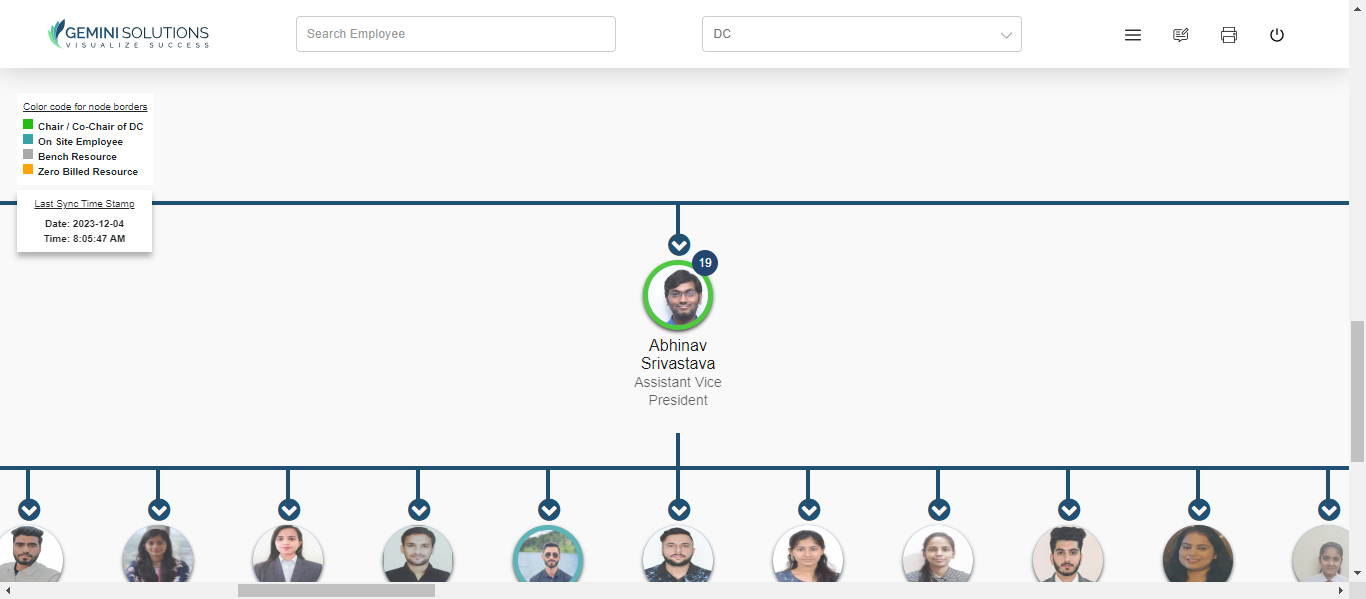 GEMINI SOLUTIONS
VISUALIZE SUCCESS
Search Employee
DC
Color code for node borders
Chair / Co-Chair of DC
On Site Employee
Bench Resource
Zero Billed Resource
Last Sync Time Stamp
Date: 2023-12-04
Time: 8:05:47 AM
19
Abhinav
Srivastava
Assistant Vice
President